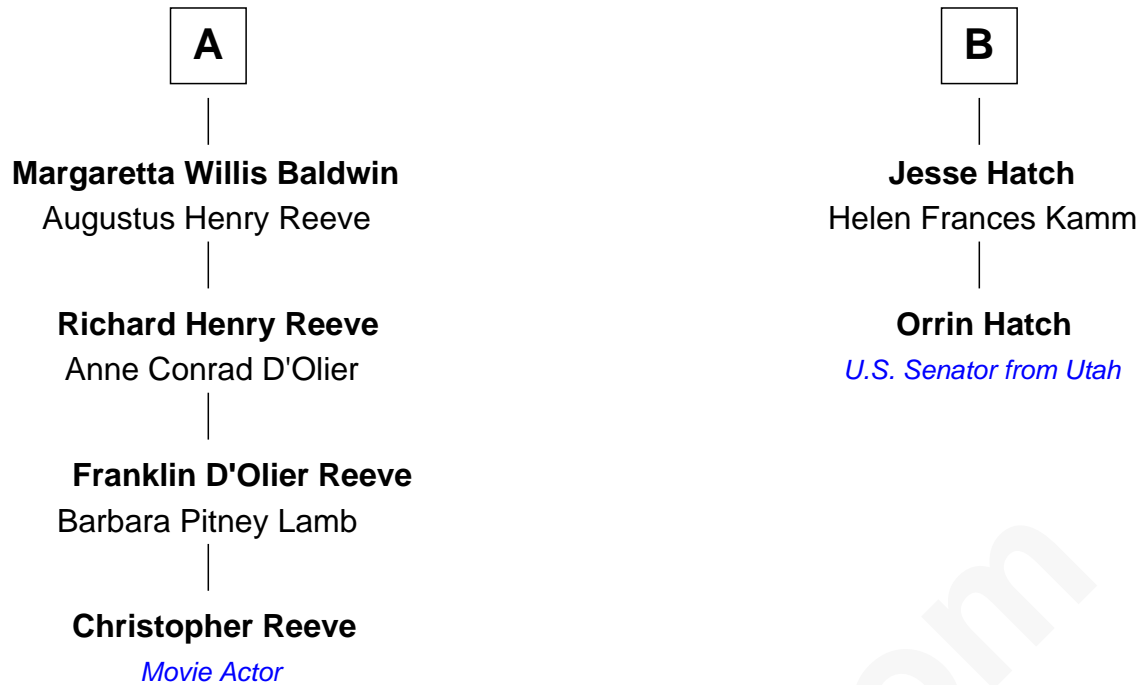 A
Margaretta Willis Baldwin
Augustus Henry Reeve
Richard Henry Reeve
Anne Conrad D'Olier
Franklin D'Olier Reeve
Barbara Pitney Lamb
Christopher Reeve
Movie Actor
B
Jesse Hatch
Helen Frances Kamm
Orrin Hatch
U.S. Senator from Utah
om